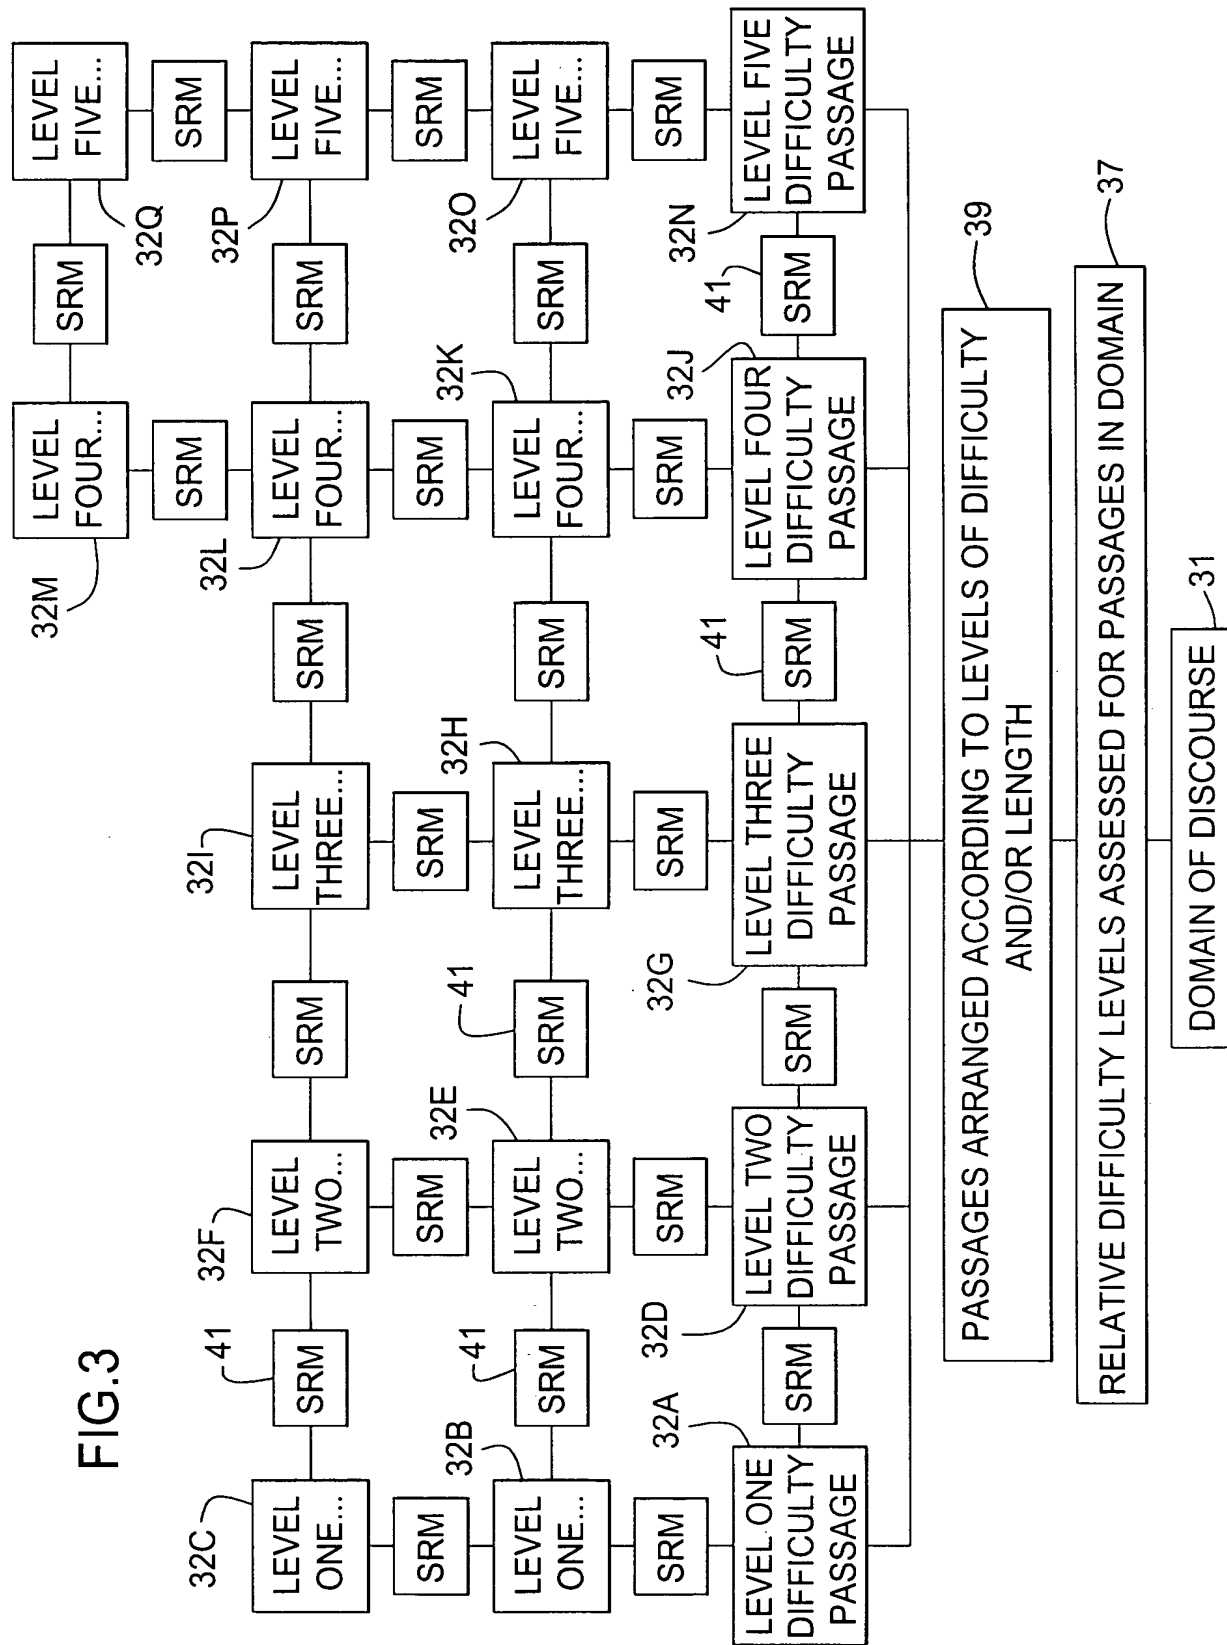 FIG.3
32M
LEVEL
FOUR...
SRM
LEVEL
FIVE...
32Q
SRM
SRM
32C
41
32F
32I
32L
32P
LEVEL
ONE...
SRM
LEVEL
TWO...
SRM
LEVEL
THREE...
SRM
LEVEL
FOUR...
SRM
LEVEL
FIVE...
SRM
SRM
SRM
SRM
SRM
32B
41
32E
41
32H
32K
32O
LEVEL
ONE...
SRM
LEVEL
TWO...
SRM
LEVEL
THREE...
SRM
LEVEL
FOUR...
SRM
LEVEL
FIVE...
SRM
SRM
SRM
SRM
SRM
32A
32D
32G
41
32J
41
32N
LEVEL ONE
DIFFICULTY
PASSAGE
SRM
LEVEL TWO
DIFFICULTY
PASSAGE
SRM
LEVEL THREE
DIFFICULTY
PASSAGE
SRM
LEVEL FOUR
DIFFICULTY
PASSAGE
SRM
LEVEL FIVE
DIFFICULTY
PASSAGE
PASSAGES ARRANGED ACCORDING TO LEVELS OF DIFFICULTY
AND/OR LENGTH
39
RELATIVE DIFFICULTY LEVELS ASSESSED FOR PASSAGES IN DOMAIN
37
DOMAIN OF DISCOURSE
31